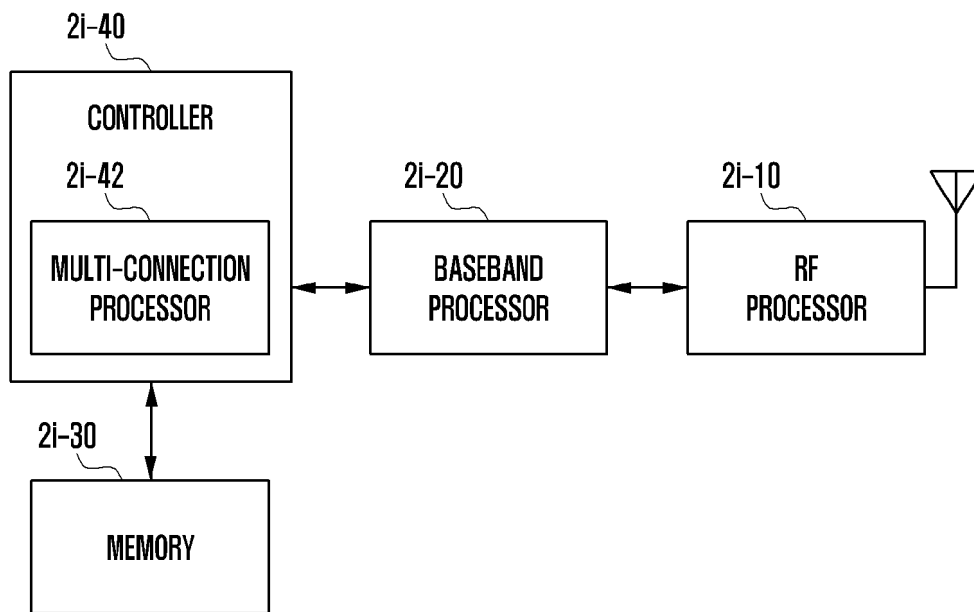 2i-40
CONTROLLER
2i-42
MULTI-CONNECTION
PROCESSOR
2i-20
BASEBAND
PROCESSOR
2i-10
RF
PROCESSOR
2i-30
MEMORY